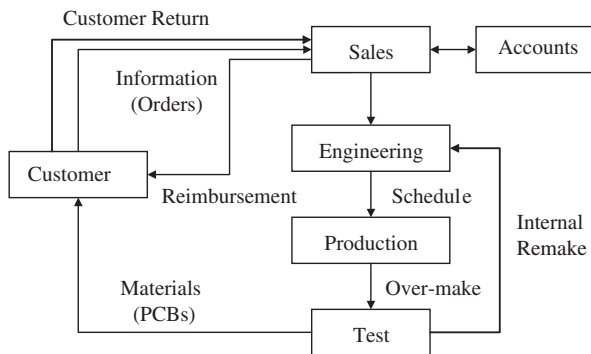 Customer Return
Sales
Accounts
Information
(Orders)
Engineering
Customer
Reimbursement
Schedule
Internal
Remake
Production
Materials
(PCBs)
Over-make
Test